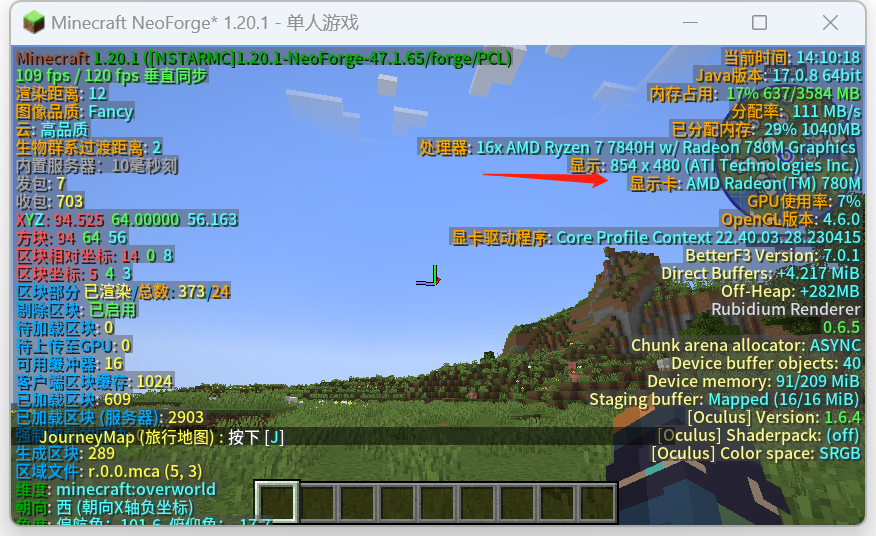 Minecraft NeoForge* 1.20.1 - 单人游戏
Minecraft 1.20.1 ([NSTARMC]1.20.1-NeoForge-47.1.65/forge/PCL)
109 fps / 120 fps 垂直同步
渲染距离: 12
图像品质: Fancy
云: 高品质
生物群系过渡距离: 2
内置服务器: 10毫秒刻
发包: 7
收包: 703
XYZ: 94.525 64.00000 56.163
方块: 94 64 56
区块相对坐标: 14 0 8
区块坐标: 5 4 3
区块部分 已渲染/总数: 373/24
剔除区块: 已启用
待加载区块: 0
待上传至GPU: 0
可用缓冲区: 16
客户端区块缓存: 1024
已加载区块: 609
已加载区块 (服务器): 2903
JourneyMap (旅行地图) : 按下 [J]
生成区块: 289
区域文件: r.0.0.mca (5, 3)
维度: minecraft:overworld
朝向: 西 (朝向X轴负坐标)
角度: 偏航角: 101.6 俯仰角: 17.7
当前时间: 14:10:18
Java版本: 17.0.8 64bit
内存占用: 17% 637/3584 MB
分配率: 111 MB/s
已分配内存: 29% 1040MB
处理器: 16x AMD Ryzen 7 7840H w/ Radeon 780M Graphics
显示: 854 x 480 (ATI Technologies Inc.)
显示卡: AMD Radeon(TM) 780M
GPU使用率: 7%
OpenGL版本: 4.6.0
显卡驱动程序: Core Profile Context 22.40.03.28.230415
BetterF3 Version: 7.0.1
Direct Buffers: +4.217 MiB
Off-Heap: +282MB
Rubidium Renderer
0.6.5
Chunk arena allocator: ASYNC
Device buffer objects: 40
Device memory: 91/209 MiB
Staging buffer: Mapped (16/16 MiB)
[Oculus] Version: 1.6.4
[Oculus] Shaderpack: (off)
[Oculus] Color space: SRGB